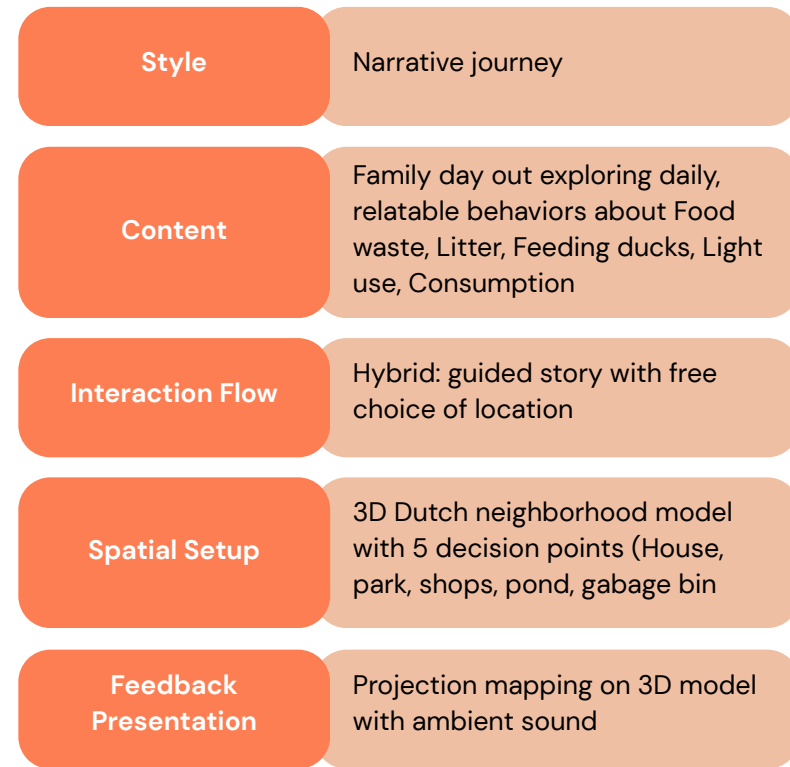 Style
Narrative journey
Content
Family day out exploring daily,
relatable behaviors about Food
waste, Litter, Feeding ducks, Light
use, Consumption
Interaction Flow
Hybrid: guided story with free
choice of location
Spatial Setup
3D Dutch neighborhood model
with 5 decision points (House,
park, shops, pond, gabage bin
Feedback
Presentation
Projection mapping on 3D model
with ambient sound